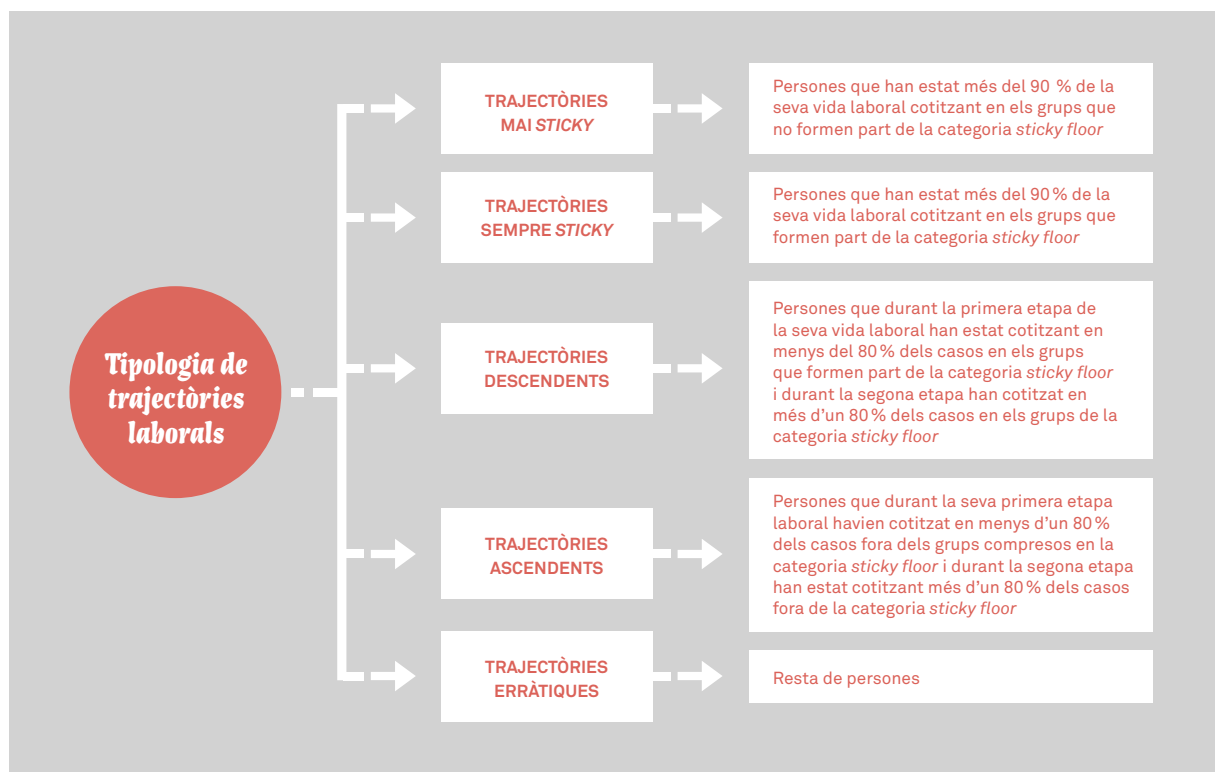 Tipologia de
trajectòries
laborals
TRAJECTÒRIES
MAI STICKY
Persones que han estat més del 90 % de la
seva vida laboral cotitzant en els grups que
no formen part de la categoria sticky floor
TRAJECTÒRIES
SEMPRE STICKY
Persones que han estat més del 90 % de la
seva vida laboral cotitzant en els grups que
formen part de la categoria sticky floor
TRAJECTÒRIES
DESCENDENTS
Persones que durant la primera etapa de
la seva vida laboral han estat cotitzant en
menys del 80 % dels casos en els grups
que formen part de la categoria sticky floor
i durant la segona etapa han cotitzat en
més d’un 80 % dels casos en els grups de la
categoria sticky floor
TRAJECTÒRIES
ASCENDENTS
Persones que durant la seva primera etapa
laboral havien cotitzat en menys d’un 80 %
dels casos fora dels grups compresos en la
categoria sticky floor i durant la segona etapa
han estat cotitzant més d’un 80 % dels casos
fora de la categoria sticky floor
TRAJECTÒRIES
ERRÀTIQUES
Resta de persones